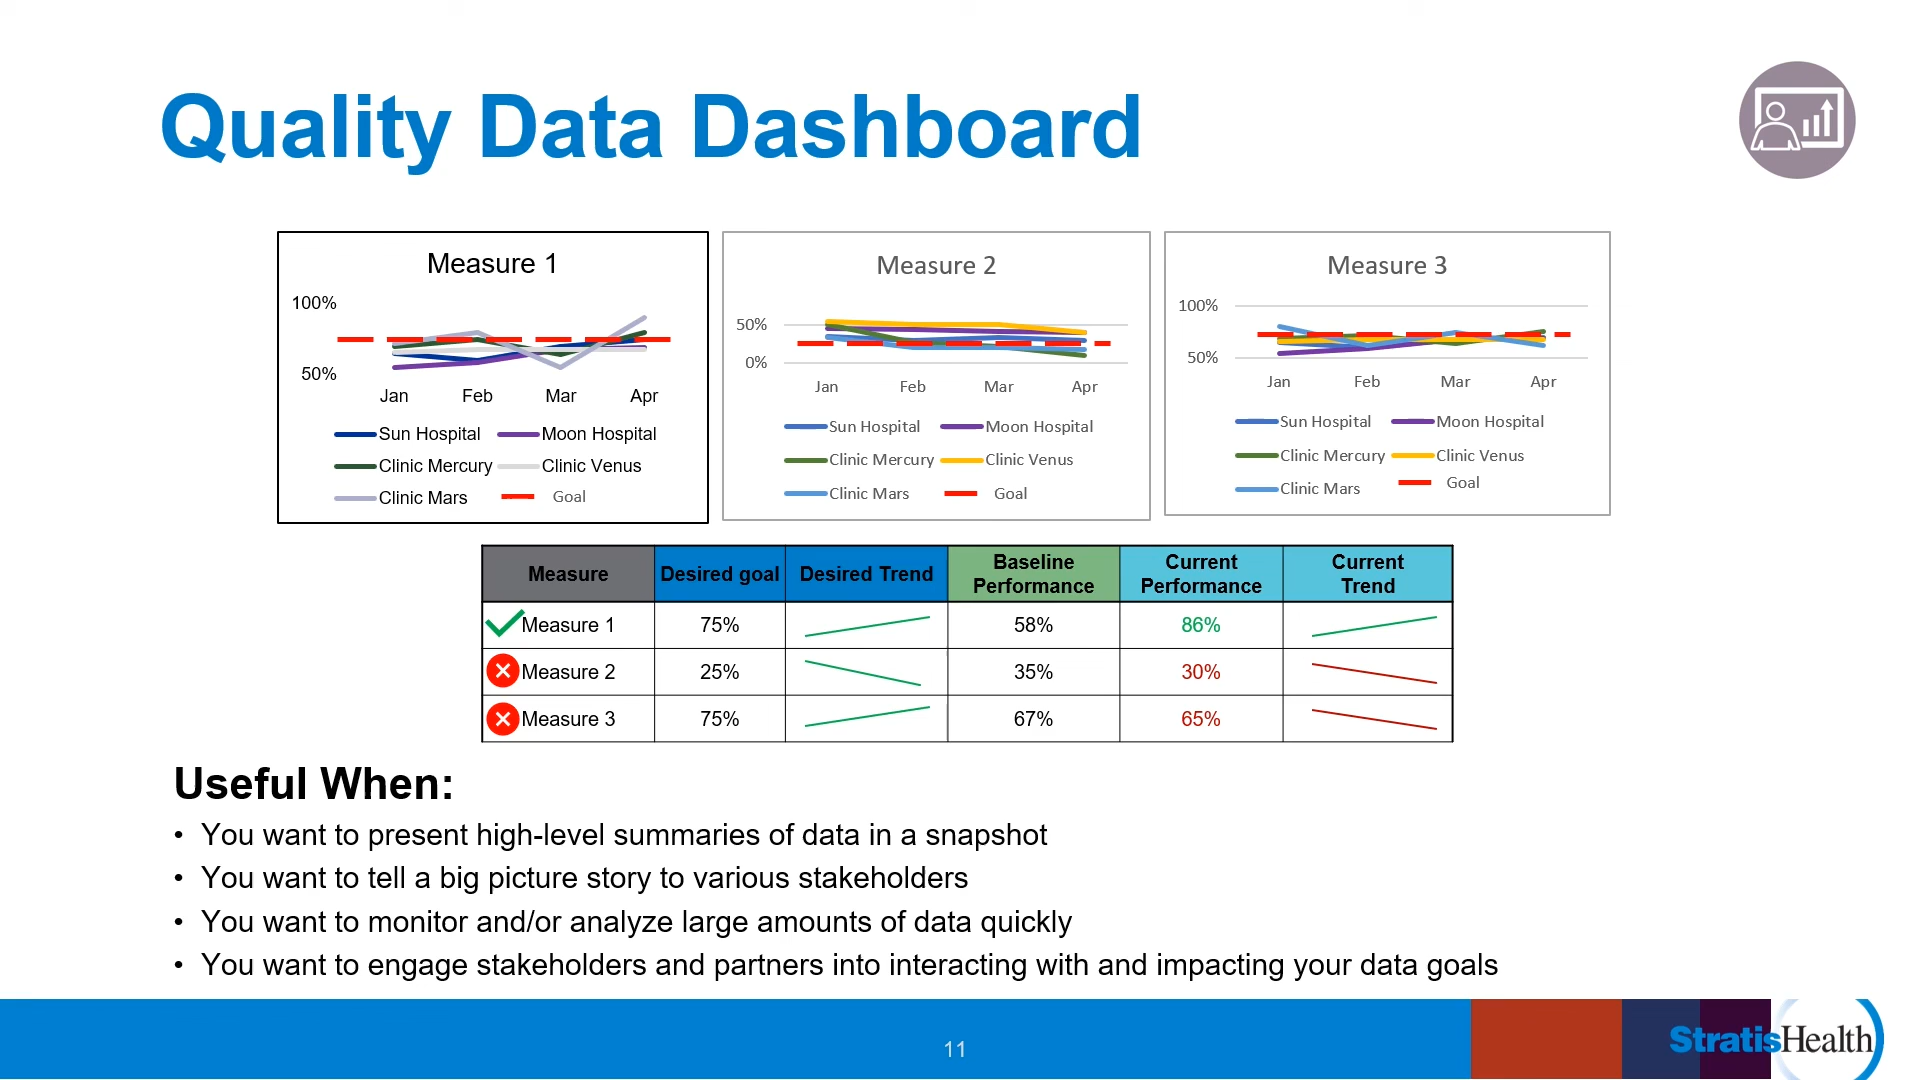 Quality Data Dashboard
Measure 1
100%
50%
Jan Feb Mar Apr
Sun Hospital Moon Hospital
Clinic Mercury Clinic Venus
Clinic Mars Goal
Measure 2
50%
0%
Jan Feb Mar Apr
Sun Hospital Moon Hospital
Clinic Mercury Clinic Venus
Clinic Mars Goal
Measure 3
100%
50%
Jan Feb Mar Apr
Sun Hospital Moon Hospital
Clinic Mercury Clinic Venus
Clinic Mars Goal
Measure Desired goal Desired Trend Baseline Performance Current Performance Current Trend
Measure 1 75% 58% 86%
Measure 2 25% 35% 30%
Measure 3 75% 67% 65%
Useful When:
• You want to present high-level summaries of data in a snapshot
• You want to tell a big picture story to various stakeholders
• You want to monitor and/or analyze large amounts of data quickly
• You want to engage stakeholders and partners into interacting with and impacting your data goals
11
StratisHealth